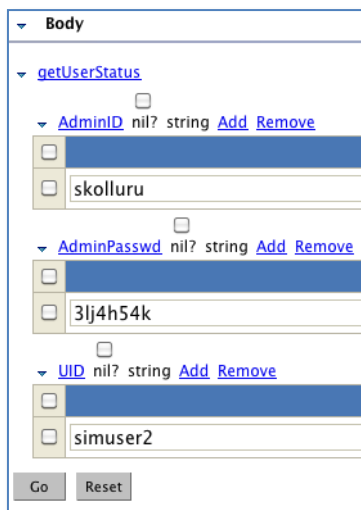 Body
getUserStatus
AdminID nil? string Add Remove
skolluru
AdminPasswd nil? string Add Remove
3lj4h54k
UID nil? string Add Remove
simuser2
Go Reset